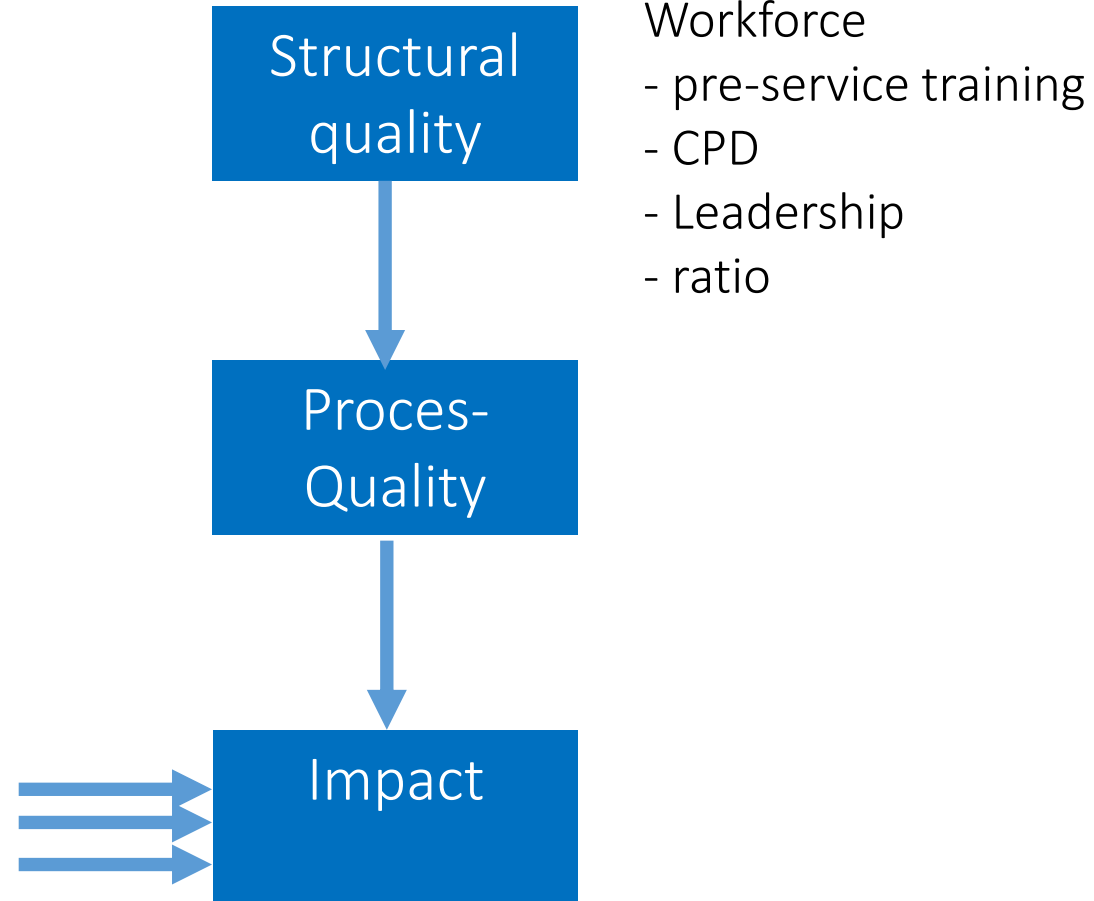 Structural
quality
Workforce
- pre-service training
- CPD
- Leadership
- ratio
Proces-
Quality
Impact